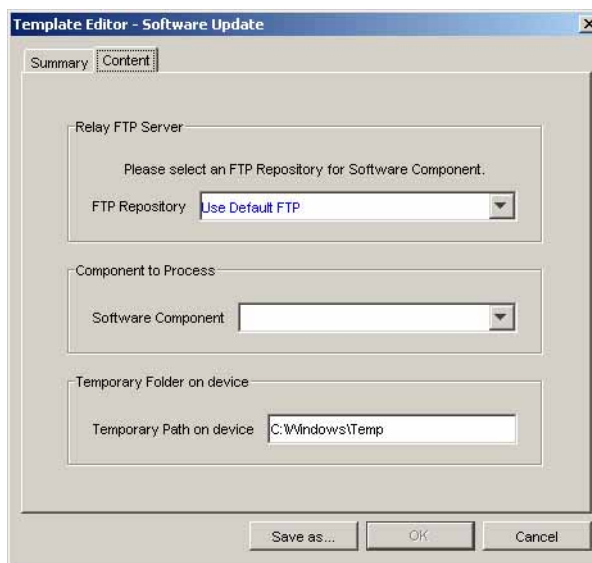 Template Editor - Software Update
Summary Content
Relay FTP Server
Please select an FTP Repository for Software Component.
FTP Repository Use Default FTP
Component to Process
Software Component
Temporary Folder on device
Temporary Path on device C:\Windows\Temp
Save as... OK Cancel